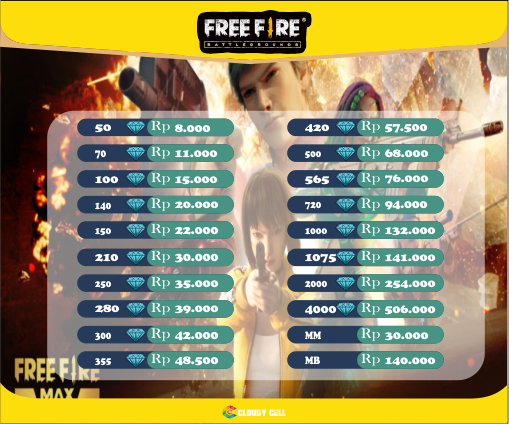 FREE FIRE
BATTLEGROUNDS
50 Rp 8.000
70 Rp 11.000
100 Rp 15.000
140 Rp 20.000
150 Rp 22.000
210 Rp 30.000
250 Rp 35.000
280 Rp 39.000
300 Rp 42.000
355 Rp 48.500
420 Rp 57.500
500 Rp 68.000
565 Rp 76.000
720 Rp 94.000
1000 Rp 132.000
1075 Rp 141.000
2000 Rp 254.000
4000 Rp 506.000
MM Rp 30.000
MB Rp 140.000
FREE FIRE
MAX
CLOUDY CELL